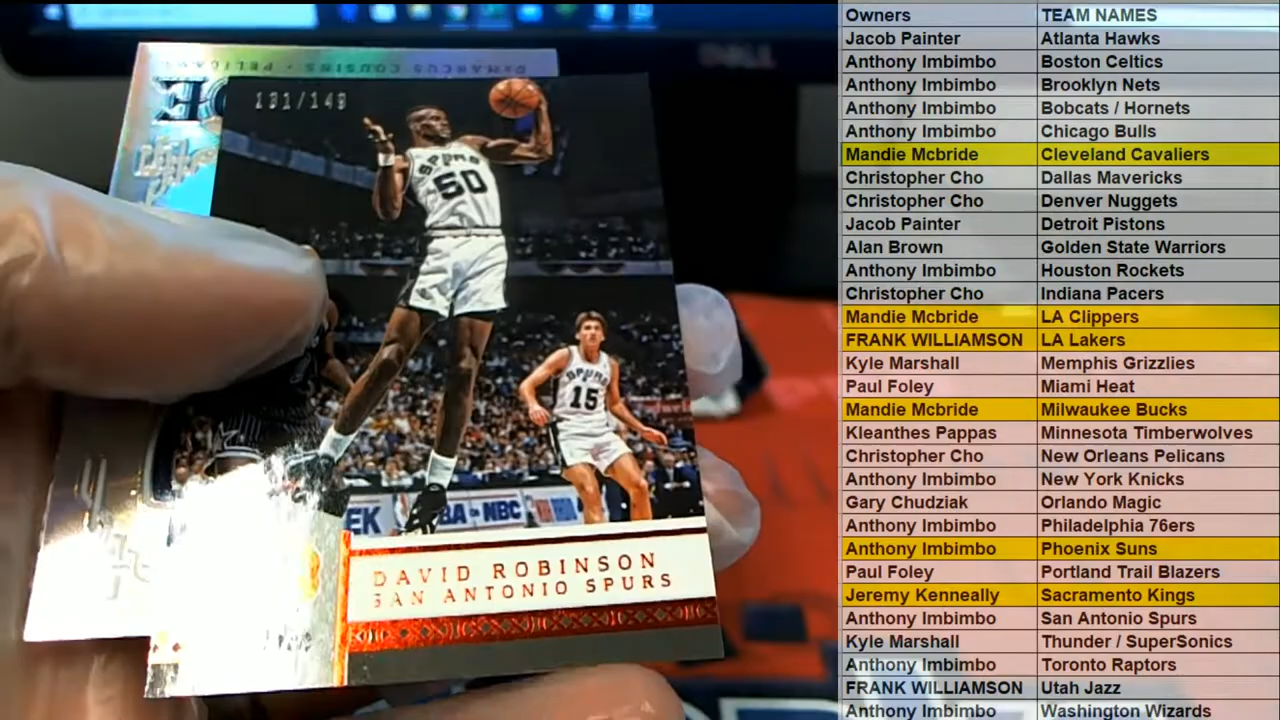 DELL
DEMARCUS COUSINS • PELICANS
131/149
SPURS
50
SPURS
15
NBA ON NBC
DAVID ROBINSON
SAN ANTONIO SPURS
Owners TEAM NAMES
Jacob Painter Atlanta Hawks
Anthony Imbimbo Boston Celtics
Anthony Imbimbo Brooklyn Nets
Anthony Imbimbo Bobcats / Hornets
Anthony Imbimbo Chicago Bulls
Mandie Mcbride Cleveland Cavaliers
Christopher Cho Dallas Mavericks
Christopher Cho Denver Nuggets
Jacob Painter Detroit Pistons
Alan Brown Golden State Warriors
Anthony Imbimbo Houston Rockets
Christopher Cho Indiana Pacers
Mandie Mcbride LA Clippers
FRANK WILLIAMSON LA Lakers
Kyle Marshall Memphis Grizzlies
Paul Foley Miami Heat
Mandie Mcbride Milwaukee Bucks
Kleanthes Pappas Minnesota Timberwolves
Christopher Cho New Orleans Pelicans
Anthony Imbimbo New York Knicks
Gary Chudziak Orlando Magic
Anthony Imbimbo Philadelphia 76ers
Anthony Imbimbo Phoenix Suns
Paul Foley Portland Trail Blazers
Jeremy Kenneally Sacramento Kings
Anthony Imbimbo San Antonio Spurs
Kyle Marshall Thunder / SuperSonics
Anthony Imbimbo Toronto Raptors
FRANK WILLIAMSON Utah Jazz
Anthony Imbimbo Washington Wizards